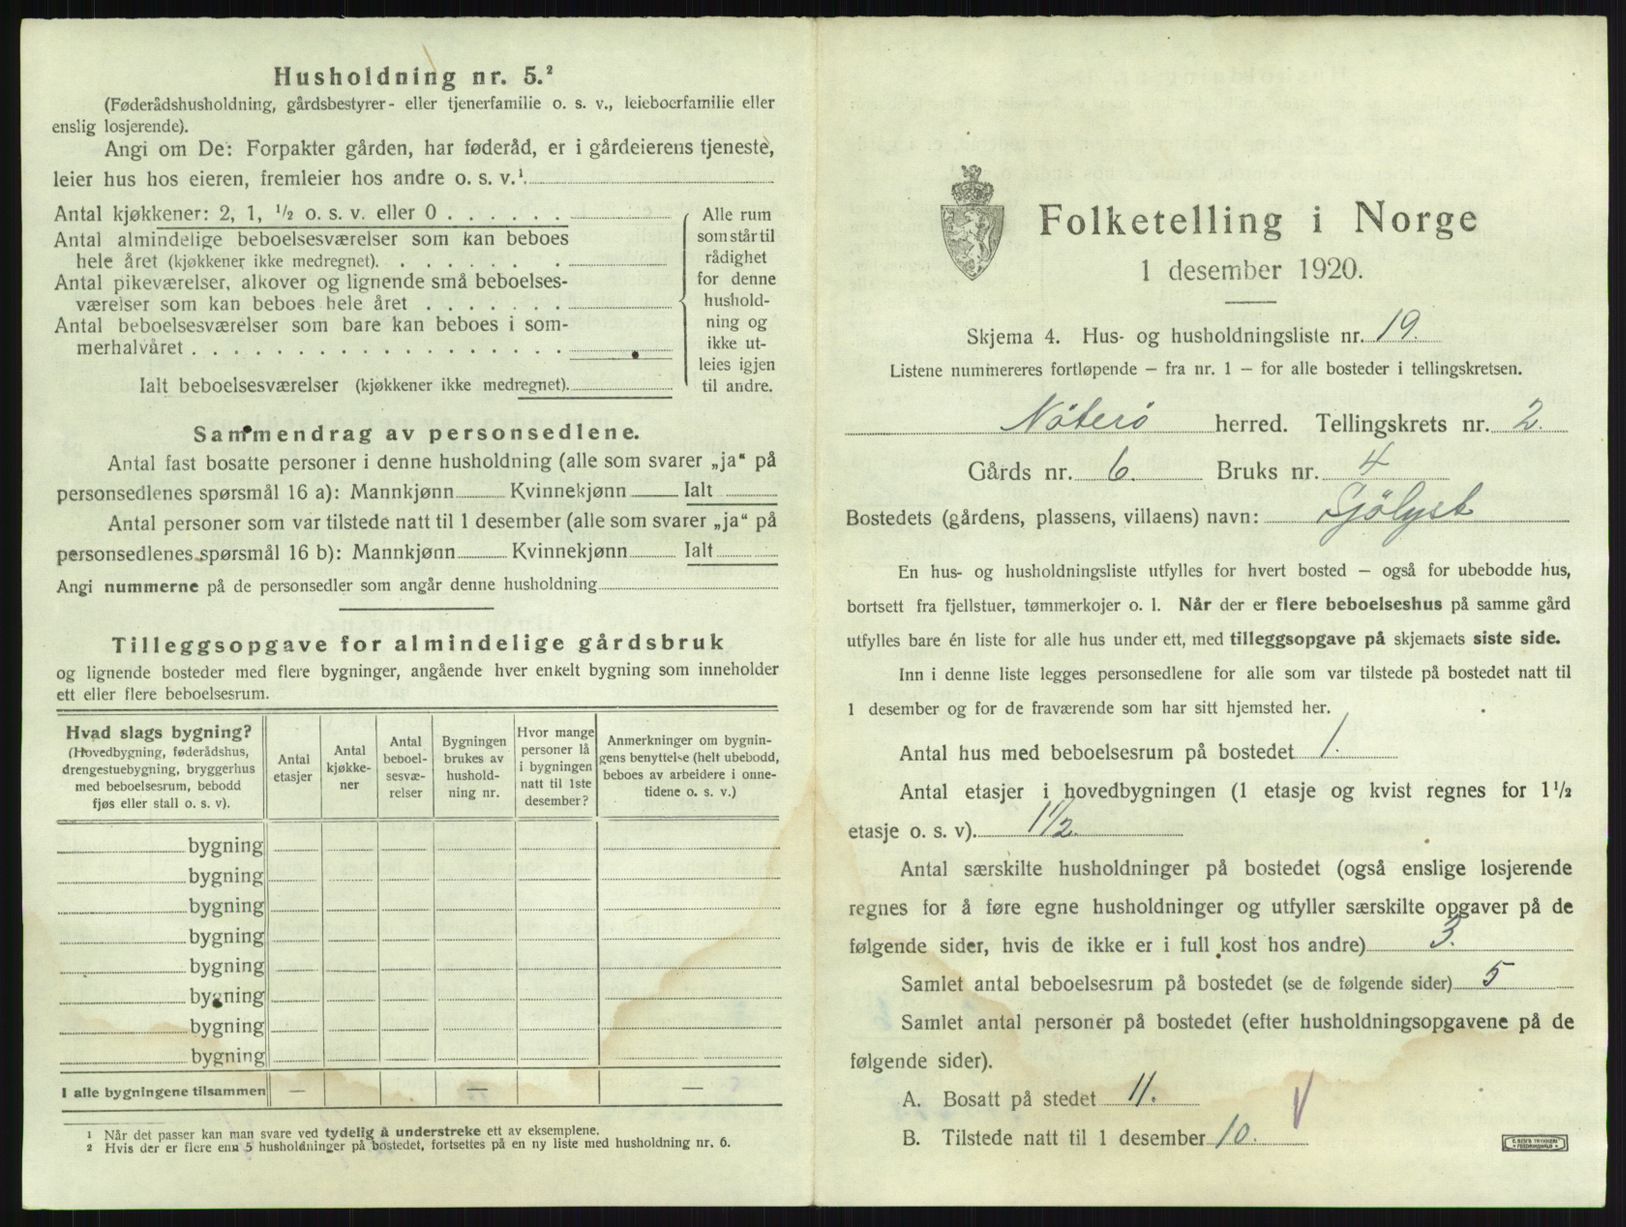 Husholdning nr. 5.²
(Føderådshusholdning, gårdsbestyrer- eller tjenerfamilie o. s. v., leieboerfamilie eller
enslig losjerende).
Angi om De: Forpakter gården, har føderåd, er i gårdeierens tjeneste,
leier hus hos eieren, fremleier hos andre o. s. v.¹
Antal kjøkkener: 2, 1, ½ o. s. v. eller 0
Antal almindelige beboelsesværelser som kan beboes
hele året (kjøkkener ikke medregnet).
Antal pikeværelser, alkover og lignende små beboelses-
værelser som kan beboes hele året
Antal beboelsesværelser som bare kan beboes i som-
merhalvåret
Ialt beboelsesværelser (kjøkkener ikke medregnet).
Alle rum
som står til
rådighet
for denne
hushold-
ning og
ikke ut-
leies igjen
til andre.
Sammendrag av personsedlene.
Antal fast bosatte personer i denne husholdning (alle som svarer „ja“ på
personsedlenes spørsmål 16 a): Mannkjønn Kvinnekjønn Ialt
Antal personer som var tilstede natt til 1 desember (alle som svarer „ja“ på
personsedlenes spørsmål 16 b): Mannkjønn Kvinnekjønn Ialt
Angi nummerne på de personsedler som angår denne husholdning
Tilleggsopgave for almindelige gårdsbruk
og lignende bosteder med flere bygninger, angående hver enkelt bygning som inneholder
ett eller flere beboelsesrum.
Hvad slags bygning?
(Hovedbygning, føderådshus,
drengestuebygning, bryggerhus
med beboelsesrum, bebodd
fjøs eller stall o. s. v).
Antal
etasjer
Antal
kjøkke-
ner
Antal
beboel-
sesvæ-
relser
Bygningen
brukes av
hushold-
ning nr.
Hvor mange
personer lå
i bygningen
natt til 1ste
desember?
Anmerkninger om bygnin-
gens benyttelse (helt ubebodd,
beboes av arbeidere i onne-
tidene o. s. v.)
bygning
bygning
bygning
bygning
bygning
bygning
bygning
bygning
I alle bygningene tilsammen — — —
¹ Når det passer kan man svare ved tydelig å understreke ett av eksemplene.
² Hvis der er flere enn 5 husholdninger på bostedet, fortsettes på en ny liste med husholdning nr. 6.
Folketelling i Norge
1 desember 1920.
Skjema 4. Hus- og husholdningsliste nr. 19.
Listene nummereres fortløpende — fra nr. 1 — for alle bosteder i tellingskretsen.
Nöterö herred. Tellingskrets nr. 2.
Gårds nr. 6. Bruks nr. 4
Bostedets (gårdens, plassens, villaens) navn: Sjölyst
En hus- og husholdningsliste utfylles for hvert bosted — også for ubebodde hus,
bortsett fra fjellstuer, tømmerkojer o. l. Når der er flere beboelseshus på samme gård
utfylles bare én liste for alle hus under ett, med tilleggsopgave på skjemaets siste side.
Inn i denne liste legges personsedlene for alle som var tilstede på bostedet natt til
1 desember og for de fraværende som har sitt hjemsted her.
Antal hus med beboelsesrum på bostedet 1.
Antal etasjer i hovedbygningen (1 etasje og kvist regnes for 1½
etasje o. s. v). 1½
Antal særskilte husholdninger på bostedet (også enslige losjerende
regnes for å føre egne husholdninger og utfyller særskilte opgaver på de
følgende sider, hvis de ikke er i full kost hos andre) 3.
Samlet antal beboelsesrum på bostedet (se de følgende sider) 5
Samlet antal personer på bostedet (efter husholdningsopgavene på de
følgende sider).
A. Bosatt på stedet 11.
B. Tilstede natt til 1 desember 10.